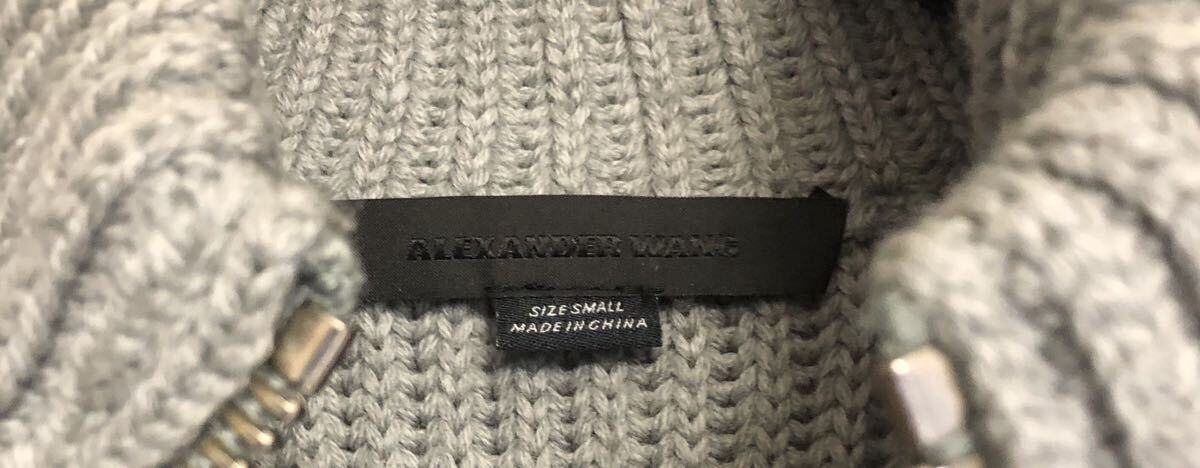 ALEXANDER WANG
SIZE SMALL
MADE IN CHINA